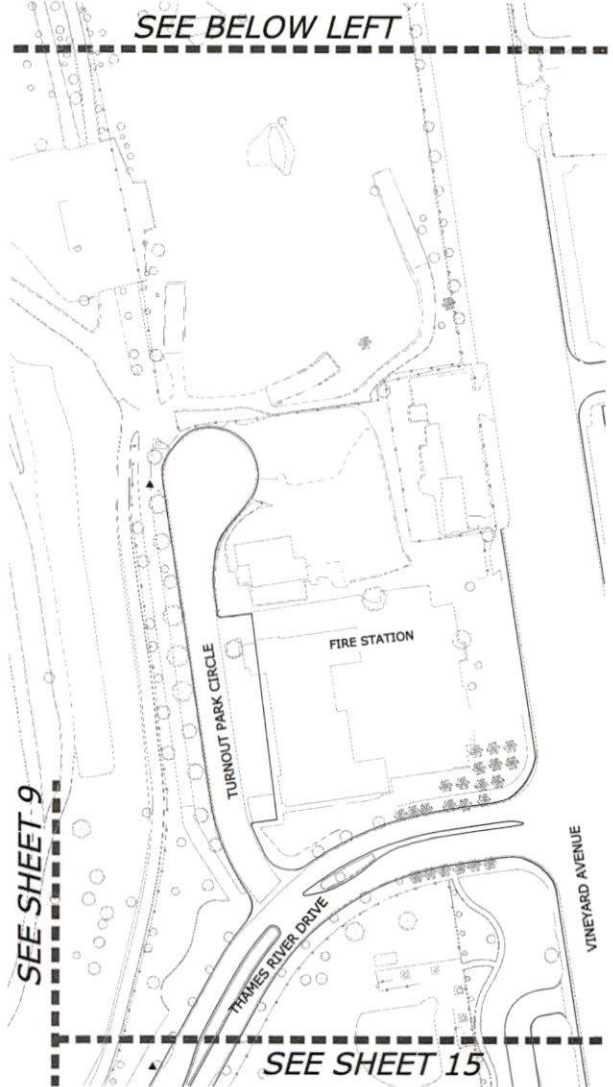 SEE BELOW LEFT
FIRE STATION
TURNOUT PARK CIRCLE
SEE SHEET 9
VINEYARD AVENUE
THAMES RIVER DRIVE
SEE SHEET 15